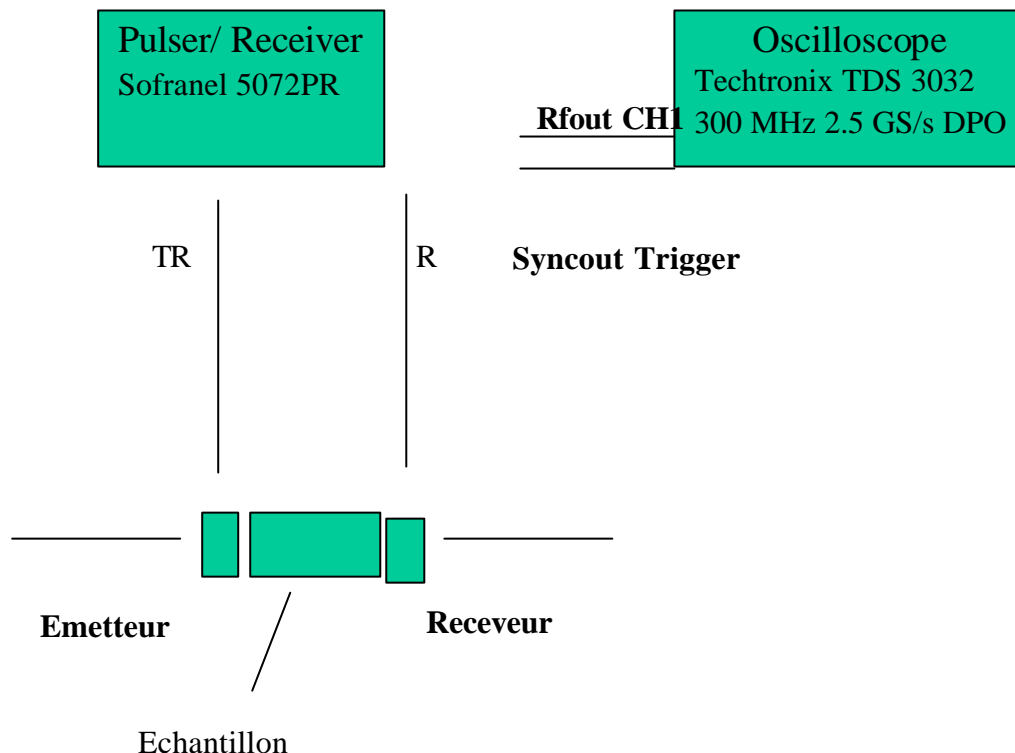 Pulser/ Receiver
Sofranel 5072PR
Oscilloscope
Techtronix TDS 3032
300 MHz 2.5 GS/s DPO
Rfout CH1
TR
R
Syncout Trigger
Emetteur
Receveur
Echantillon